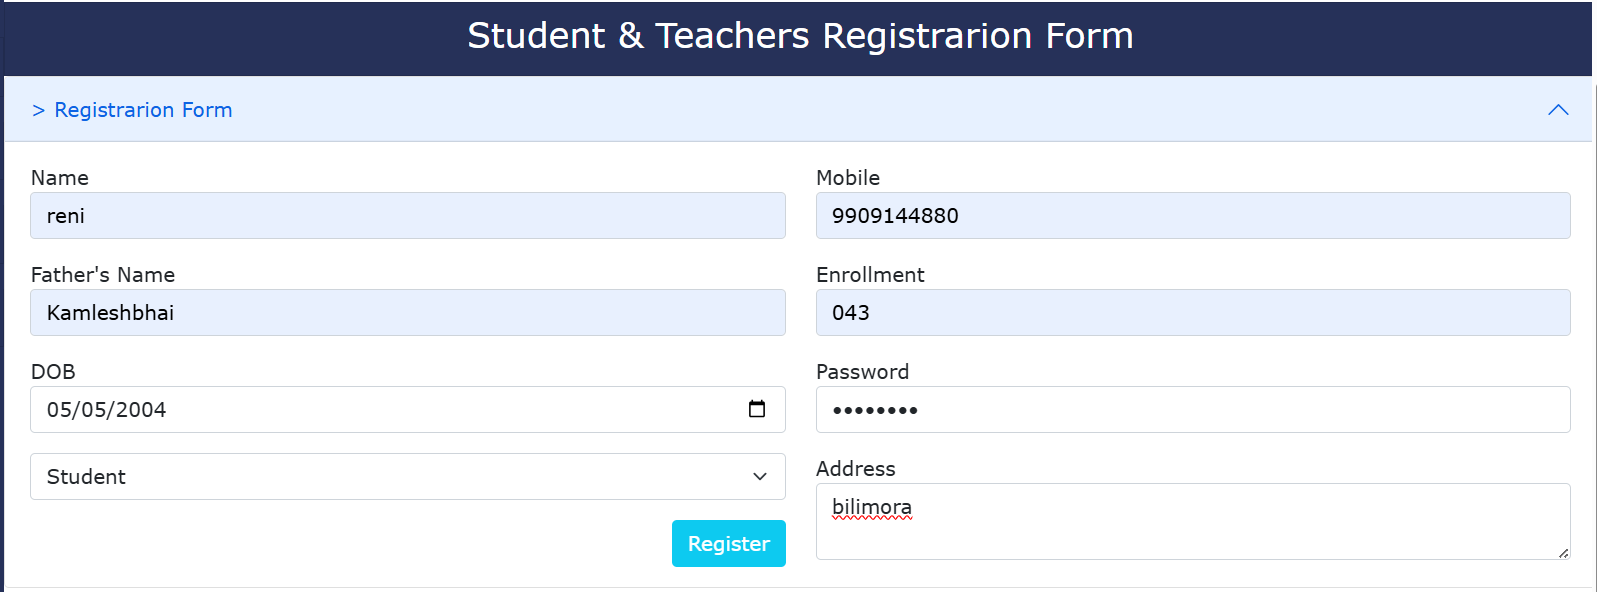 Student & Teachers Registrarion Form
> Registrarion Form
Name
reni
Mobile
9909144880
Father's Name
Kamleshbhai
Enrollment
043
DOB
05/05/2004
Password
••••••••
Student
Address
bilimora
Register